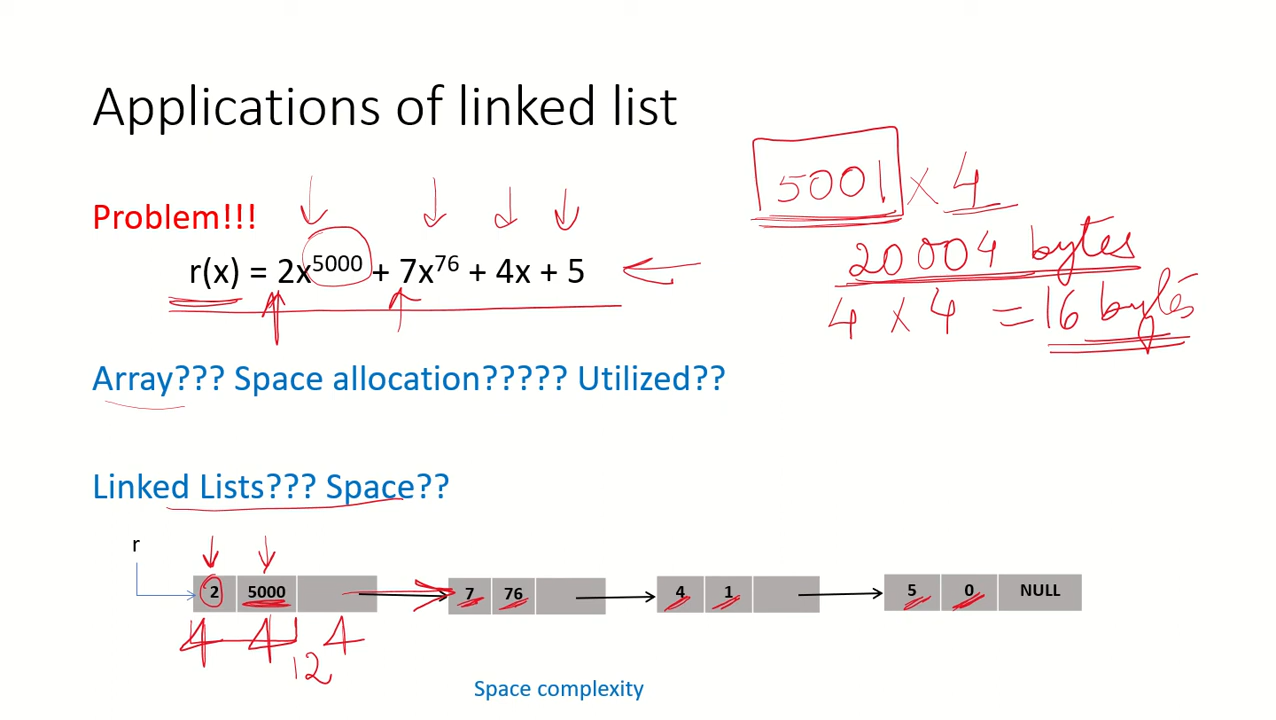 Applications of linked list
5001 × 4
Problem!!!
20004 bytes
r(x) = 2x⁵⁰⁰⁰ + 7x⁷⁶ + 4x + 5
4 × 4 = 16 bytes
Array??? Space allocation????? Utilized??
Linked Lists??? Space??
r
2 5000 7 76 4 1 5 0 NULL
4 4 4
12
Space complexity